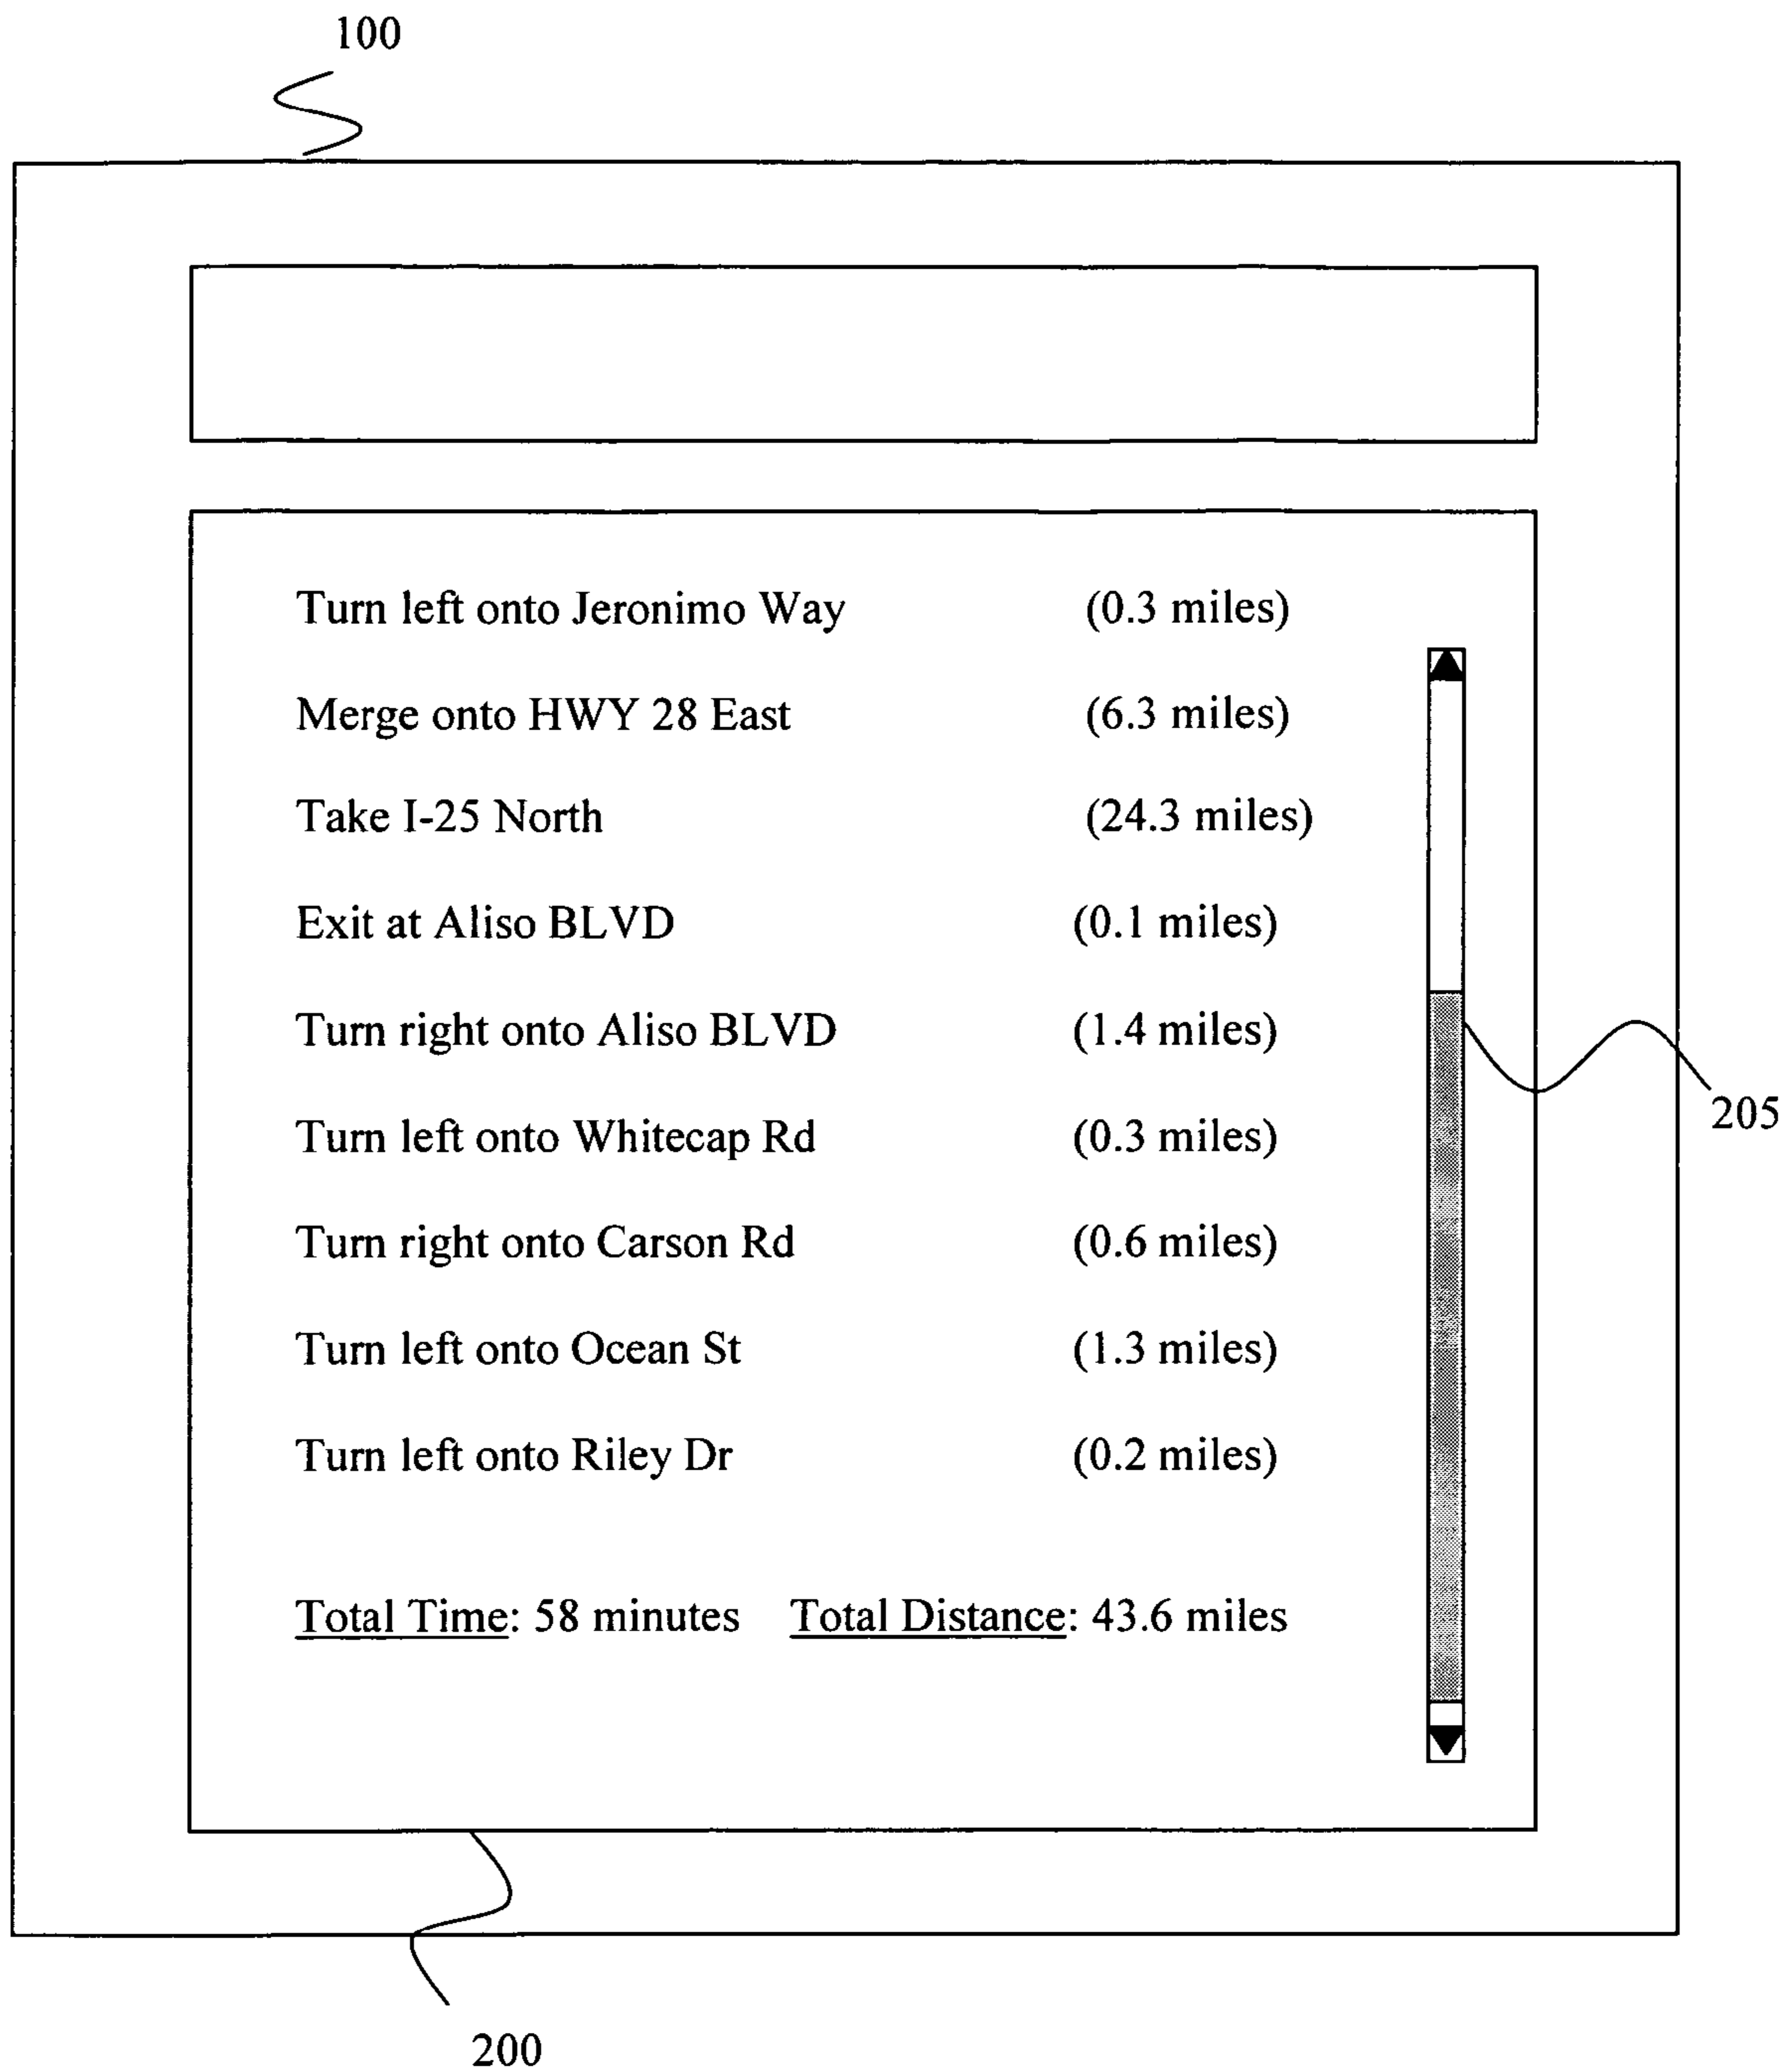 100
Turn left onto Jeronimo Way (0.3 miles)
Merge onto HWY 28 East (6.3 miles)
Take I-25 North (24.3 miles)
Exit at Aliso BLVD (0.1 miles)
Turn right onto Aliso BLVD (1.4 miles)
205
Turn left onto Whitecap Rd (0.3 miles)
Turn right onto Carson Rd (0.6 miles)
Turn left onto Ocean St (1.3 miles)
Turn left onto Riley Dr (0.2 miles)
Total Time: 58 minutes Total Distance: 43.6 miles
200